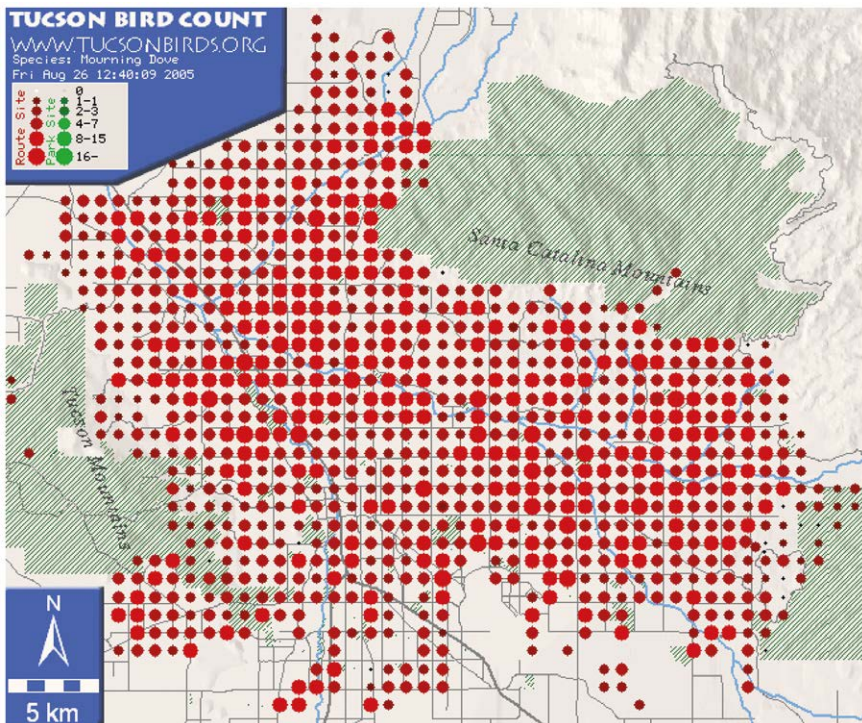 TUCSON BIRD COUNT
WWW.TUCSONBIRDS.ORG
Species: Mourning Dove
Fri Aug 26 12:40:09 2005
Route Site
Park Site
0
1-1
2-3
4-7
8-15
16-
Santa Catalina Mountains
Tucson Mountains
N
5 km